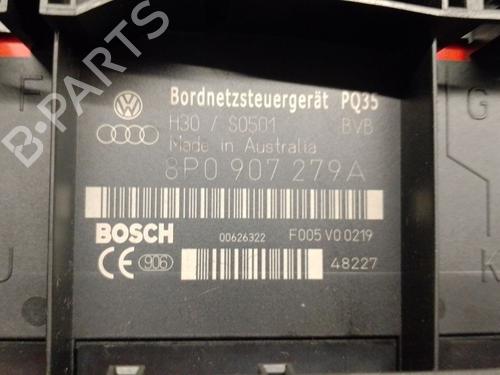 Bordnetzsteuergerät PQ35
H30 / S0501 BVB
Made in Australia
8P0 907 279A
BOSCH 00626322 F005 V0 0219
CE 906 48227
F
G
J
K
B-PARTS